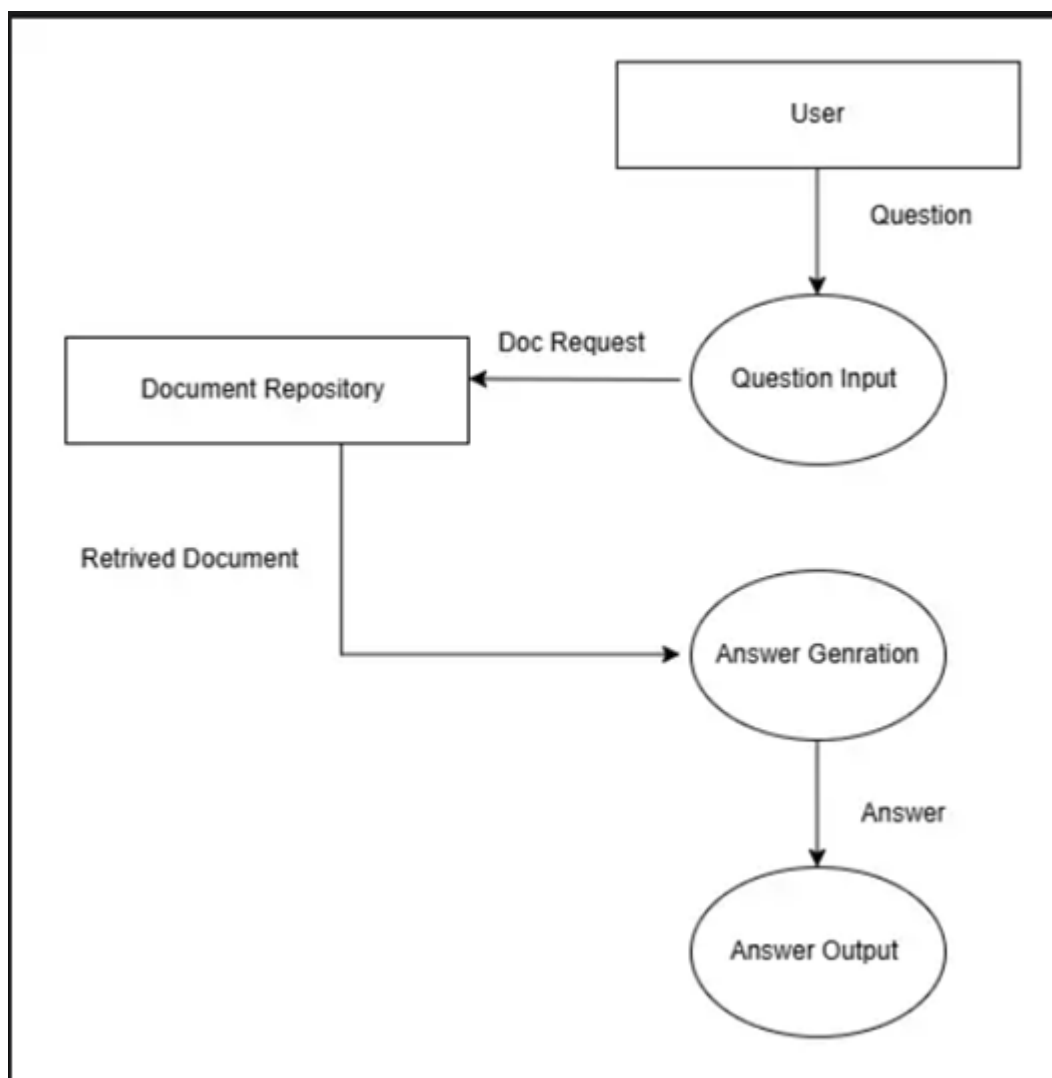 User
Question
Doc Request
Question Input
Document Repository
Retrived Document
Answer Genration
Answer
Answer Output